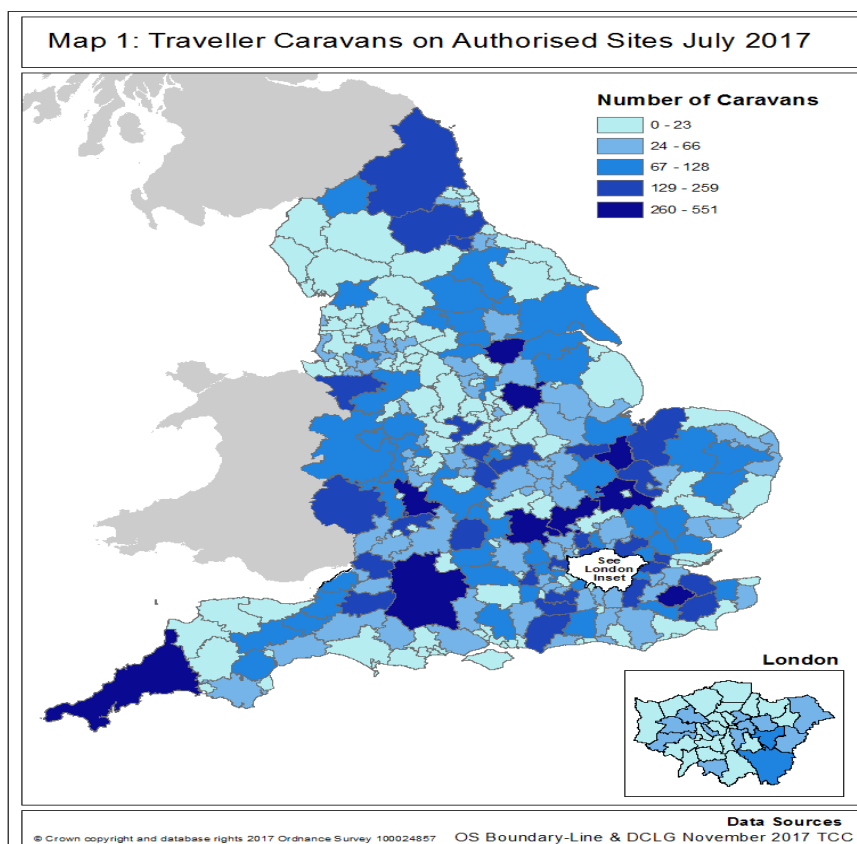 Map 1: Traveller Caravans on Authorised Sites July 2017
Number of Caravans
0 - 23
24 - 66
67 - 128
129 - 259
260 - 551
See
London
Inset
London
Data Sources
© Crown copyright and database rights 2017 Ordnance Survey 100024857 OS Boundary-Line & DCLG November 2017 TCC